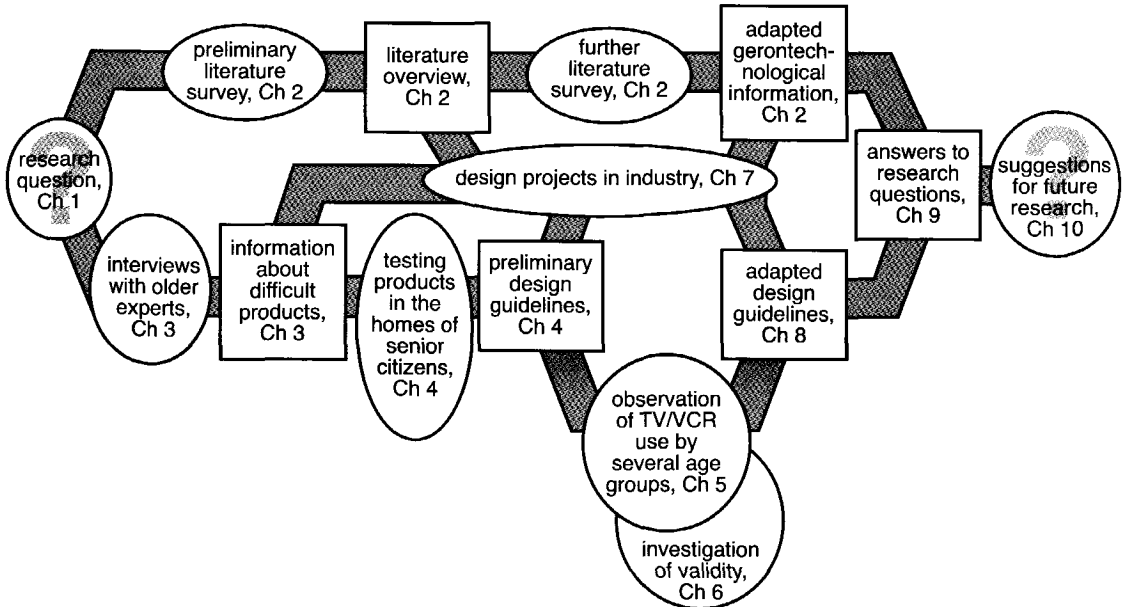 preliminary
literature
survey, Ch 2
literature
overview,
Ch 2
further
literature
survey, Ch 2
adapted
gerontech-
nological
information,
Ch 2
?
research
question,
Ch 1
design projects in industry, Ch 7
answers to
research
questions,
Ch 9
?
suggestions
for future
research,
Ch 10
interviews
with older
experts,
Ch 3
information
about
difficult
products,
Ch 3
testing
products
in the
homes of
senior
citizens,
Ch 4
preliminary
design
guidelines,
Ch 4
adapted
design
guidelines,
Ch 8
observation
of TV/VCR
use by
several age
groups, Ch 5
investigation
of validity,
Ch 6